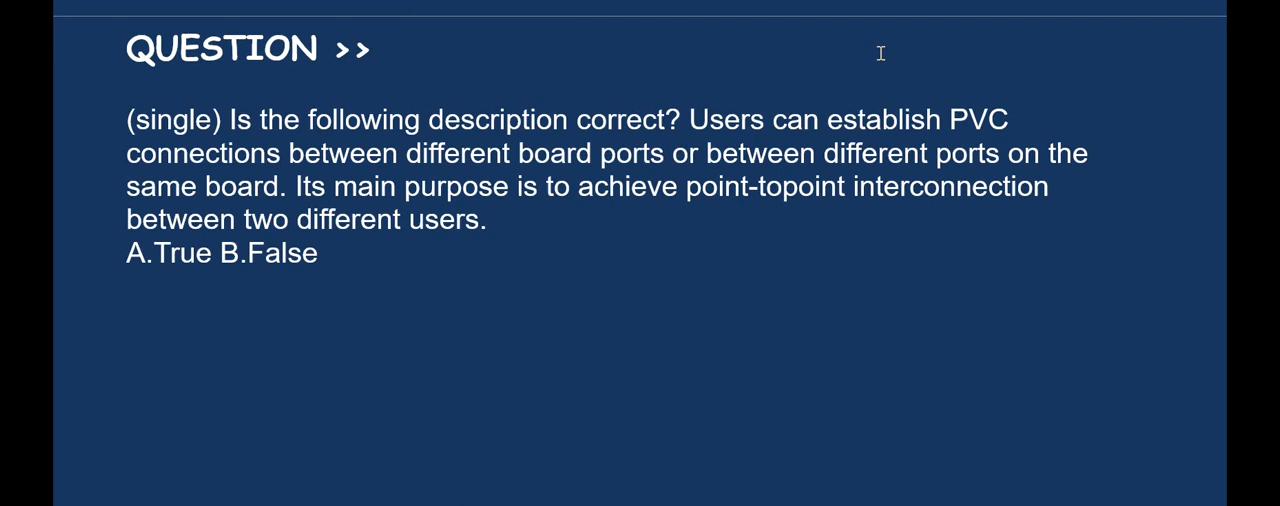 QUESTION >>
(single) Is the following description correct? Users can establish PVC
connections between different board ports or between different ports on the
same board. Its main purpose is to achieve point-topoint interconnection
between two different users.
A.True B.False